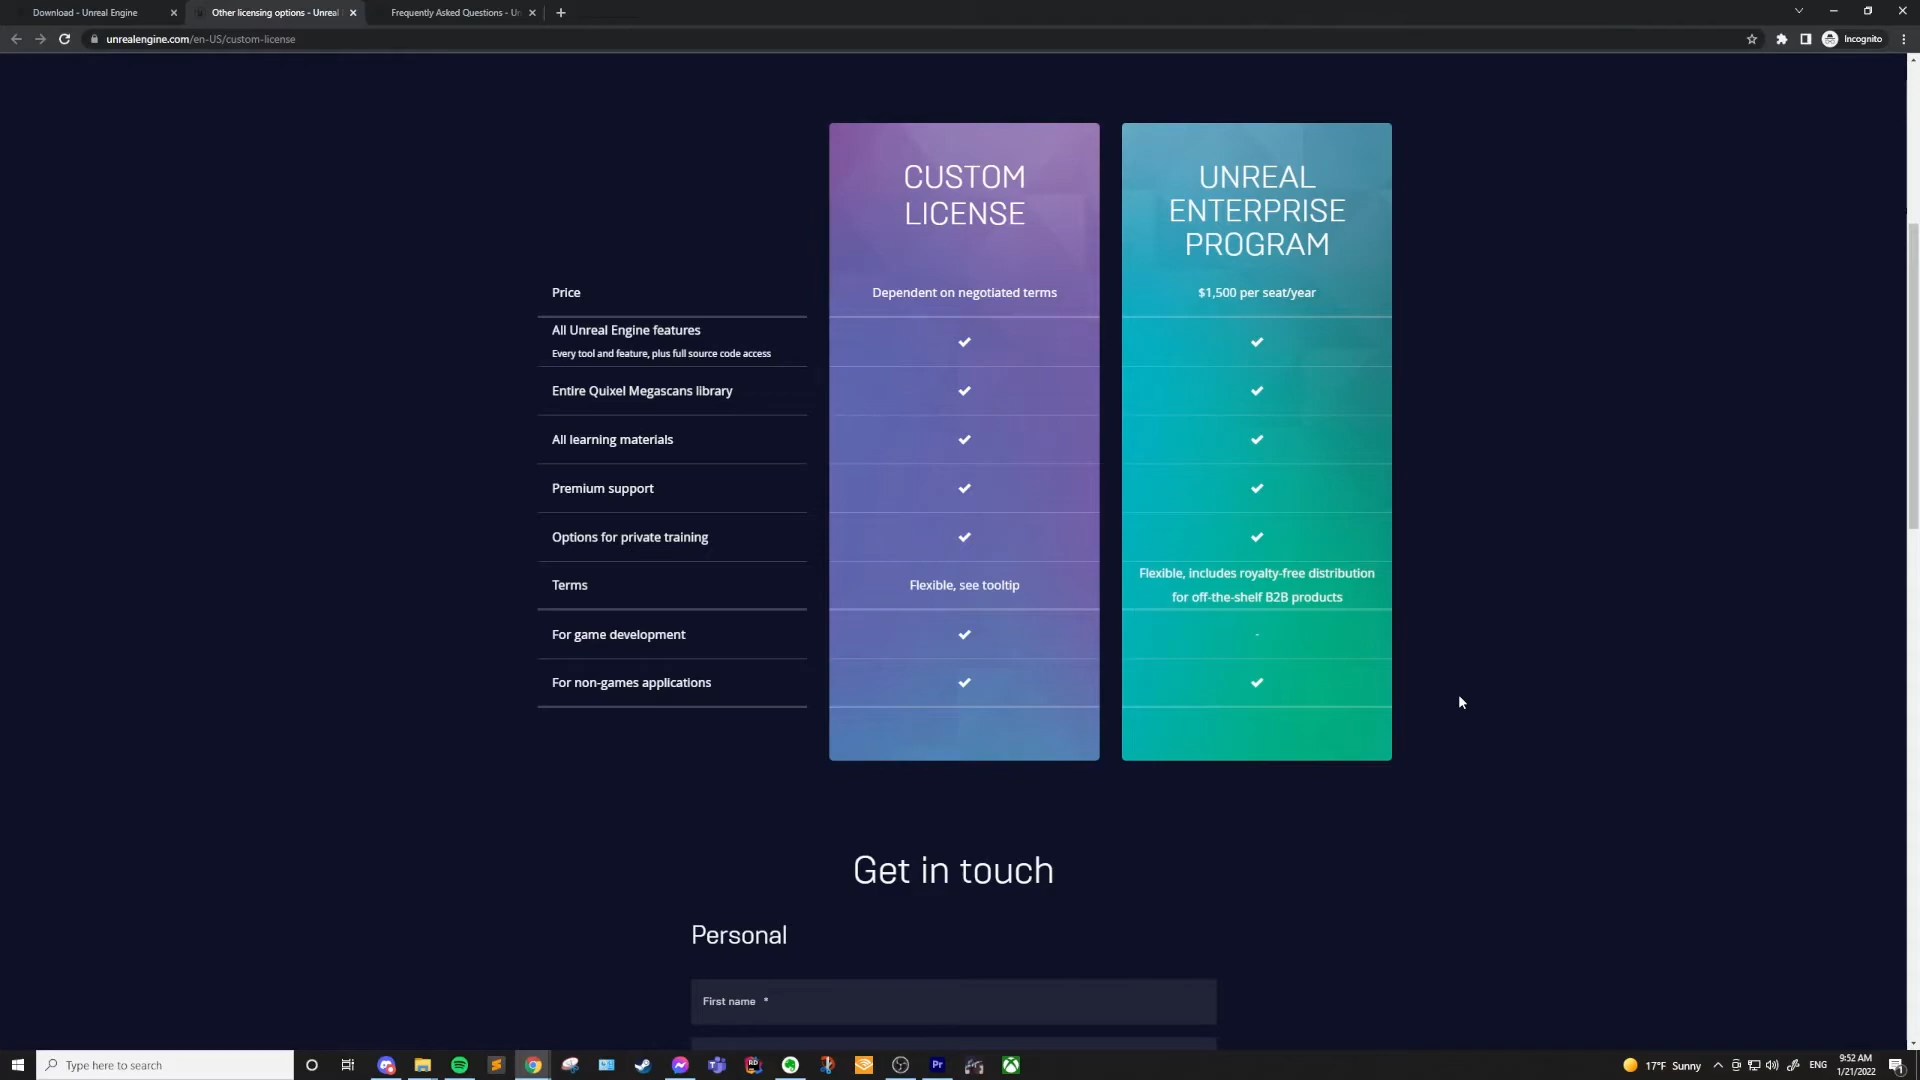 Download - Unreal Engine
Other licensing options - Unreal
Frequently Asked Questions - Un
unrealengine.com/en-US/custom-license
Incognito
CUSTOM
LICENSE
UNREAL
ENTERPRISE
PROGRAM
Price
Dependent on negotiated terms
$1,500 per seat/year
All Unreal Engine features
Every tool and feature, plus full source code access
Entire Quixel Megascans library
All learning materials
Premium support
Options for private training
Terms
Flexible, see tooltip
Flexible, includes royalty-free distribution
for off-the-shelf B2B products
For game development
-
For non-games applications
Get in touch
Personal
First name *
Type here to search
Pr
17°F Sunny
ENG
9:52 AM
1/21/2022